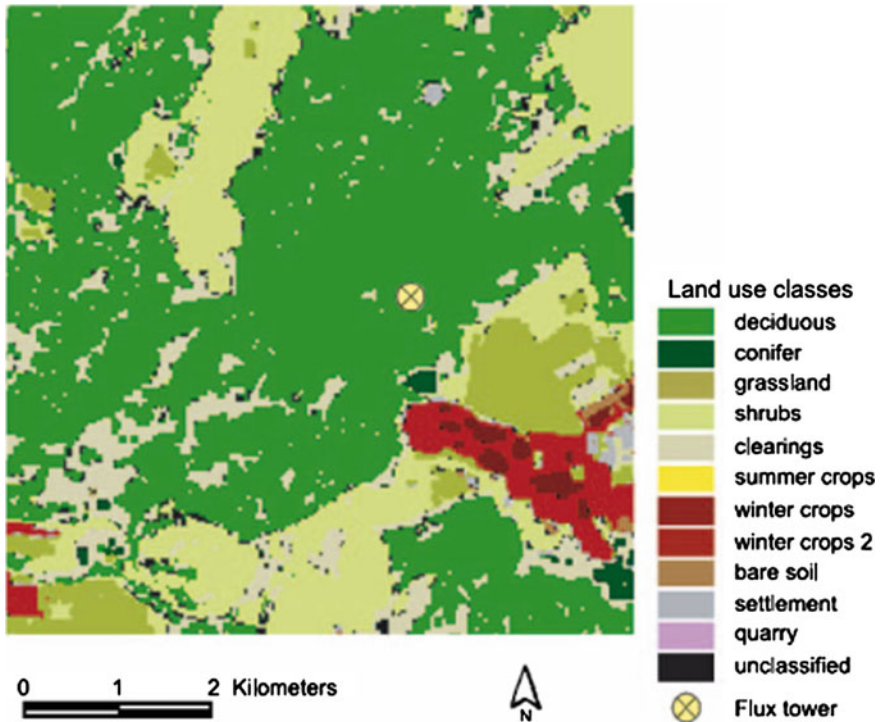 Land use classes
deciduous
conifer
grassland
shrubs
clearings
summer crops
winter crops
winter crops 2
bare soil
settlement
quarry
unclassified
Flux tower
0 1 2 Kilometers
N